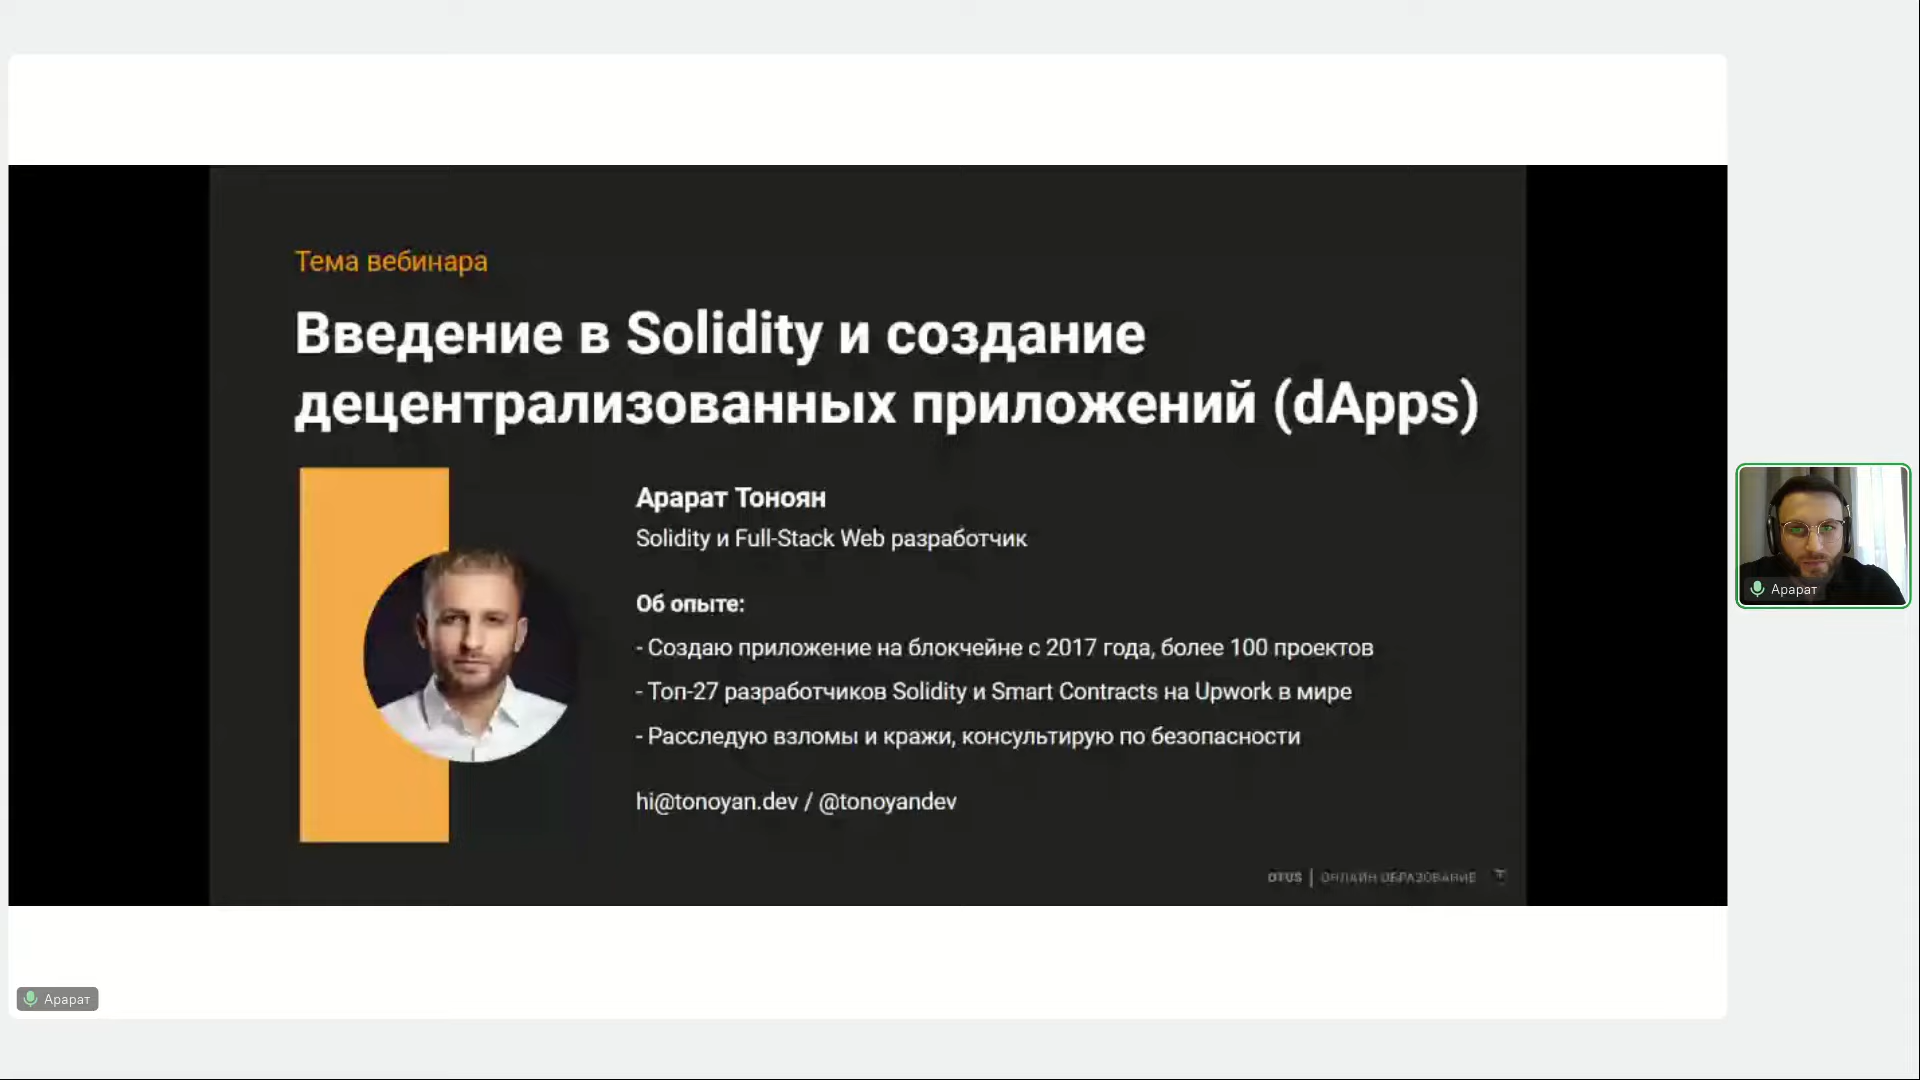 Тема вебинара
Введение в Solidity и создание
децентрализованных приложений (dApps)
Арарат Тоноян
Solidity и Full-Stack Web разработчик
Об опыте:
- Создаю приложение на блокчейне с 2017 года, более 100 проектов
- Топ-27 разработчиков Solidity и Smart Contracts на Upwork в мире
- Расследую взломы и кражи, консультирую по безопасности
hi@tonoyan.dev / @tonoyandev
OTUS | ОНЛАЙН ОБРАЗОВАНИЕ
Арарат
Арарат